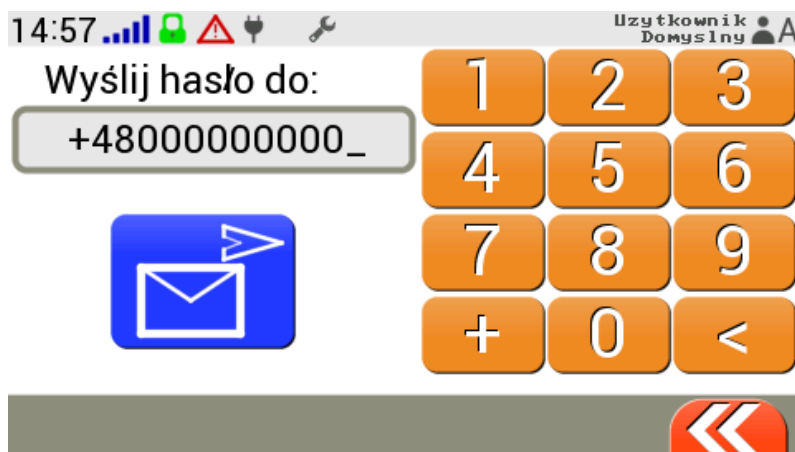 14:57
Uzytkownik
Domyslny
A
Wyślij hasło do:
+48000000000_
1 2 3
4 5 6
7 8 9
+ 0 <